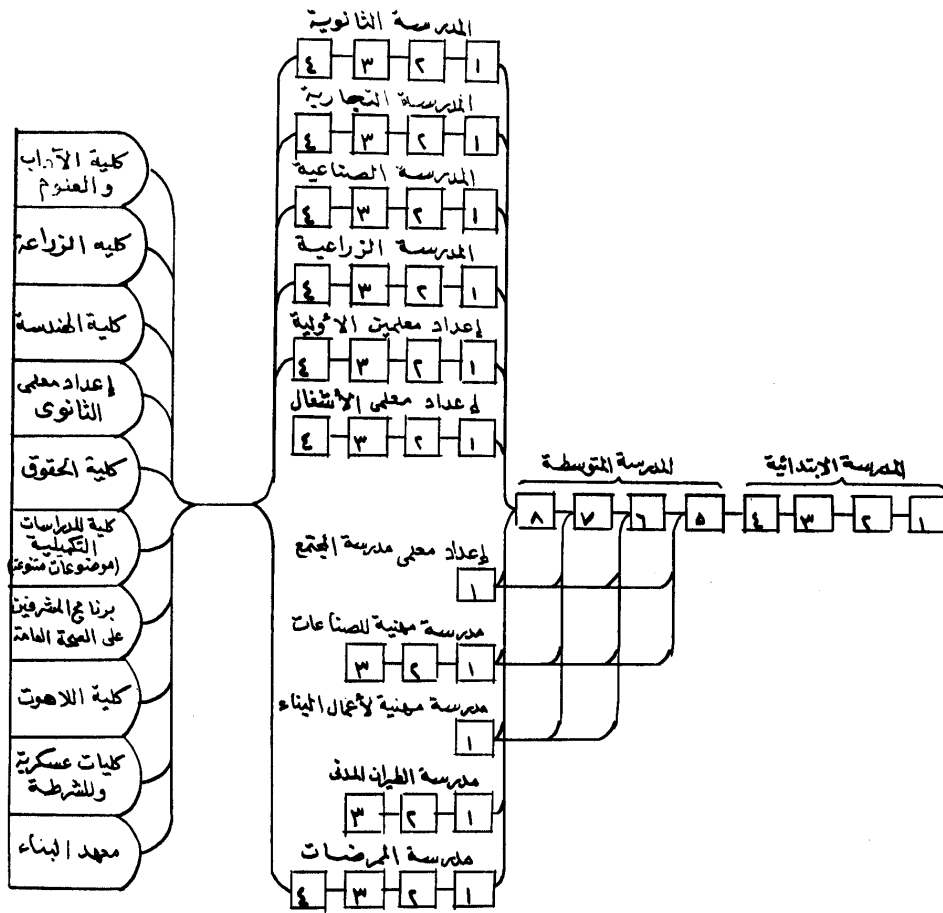 المدرسة الثانوية
١ ٢ ٣ ٤
المدرسة التجارية
١ ٢ ٣ ٤
المدرسة الصناعية
١ ٢ ٣ ٤
المدرسة الزراعية
١ ٢ ٣ ٤
إعداد معلمين الأولية
١ ٢ ٣ ٤
إعداد معلمى الأشغال
١ ٢ ٣ ٤
المدرسة الابتدائية
١ ٢ ٣ ٤
المدرسة المتوسطة
٥ ٦ ٧ ٨
إعداد معلمى مدرسة المجتمع
١
مدرسة مهنية للصناعات
١ ٢ ٣
مدرسة مهنية لأعمال البناء
١
مدرسة الطيران المدنى
١ ٢ ٣
مدرسة الممرضات
١ ٢ ٣ ٤
كلية الآداب
والعلوم
كليه الزراعة
كلية الهندسة
إعداد معلمى
الثانوى
كلية الحقوق
كلية للدراسات
التكميلية
(موضوعات متنوعة)
برنامج المشرفين
على الصحة العامة
كلية اللاهوت
كليات عسكرية
وللشرطة
معهد البناء